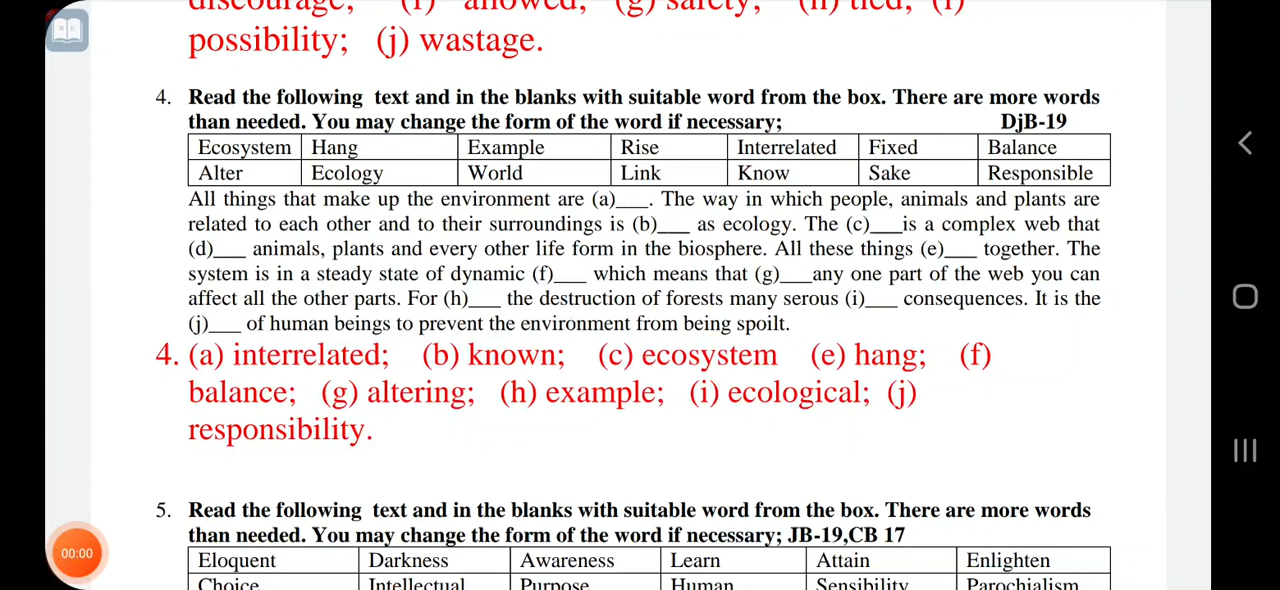 discourage; (f) allowed; (g) safety; (h) tied; (i)
possibility; (j) wastage.
4. Read the following text and in the blanks with suitable word from the box. There are more words
than needed. You may change the form of the word if necessary; DjB-19
Ecosystem Hang Example Rise Interrelated Fixed Balance
Alter Ecology World Link Know Sake Responsible
All things that make up the environment are (a)___. The way in which people, animals and plants are
related to each other and to their surroundings is (b)___ as ecology. The (c)___is a complex web that
(d)___ animals, plants and every other life form in the biosphere. All these things (e)___ together. The
system is in a steady state of dynamic (f)___ which means that (g)___any one part of the web you can
affect all the other parts. For (h)___ the destruction of forests many serous (i)___ consequences. It is the
(j)___ of human beings to prevent the environment from being spoilt.
4. (a) interrelated; (b) known; (c) ecosystem (e) hang; (f)
balance; (g) altering; (h) example; (i) ecological; (j)
responsibility.
5. Read the following text and in the blanks with suitable word from the box. There are more words
than needed. You may change the form of the word if necessary; JB-19,CB 17
Eloquent Darkness Awareness Learn Attain Enlighten
Choice Intellectual Purpose Human Sensibility Parochialism
00:00